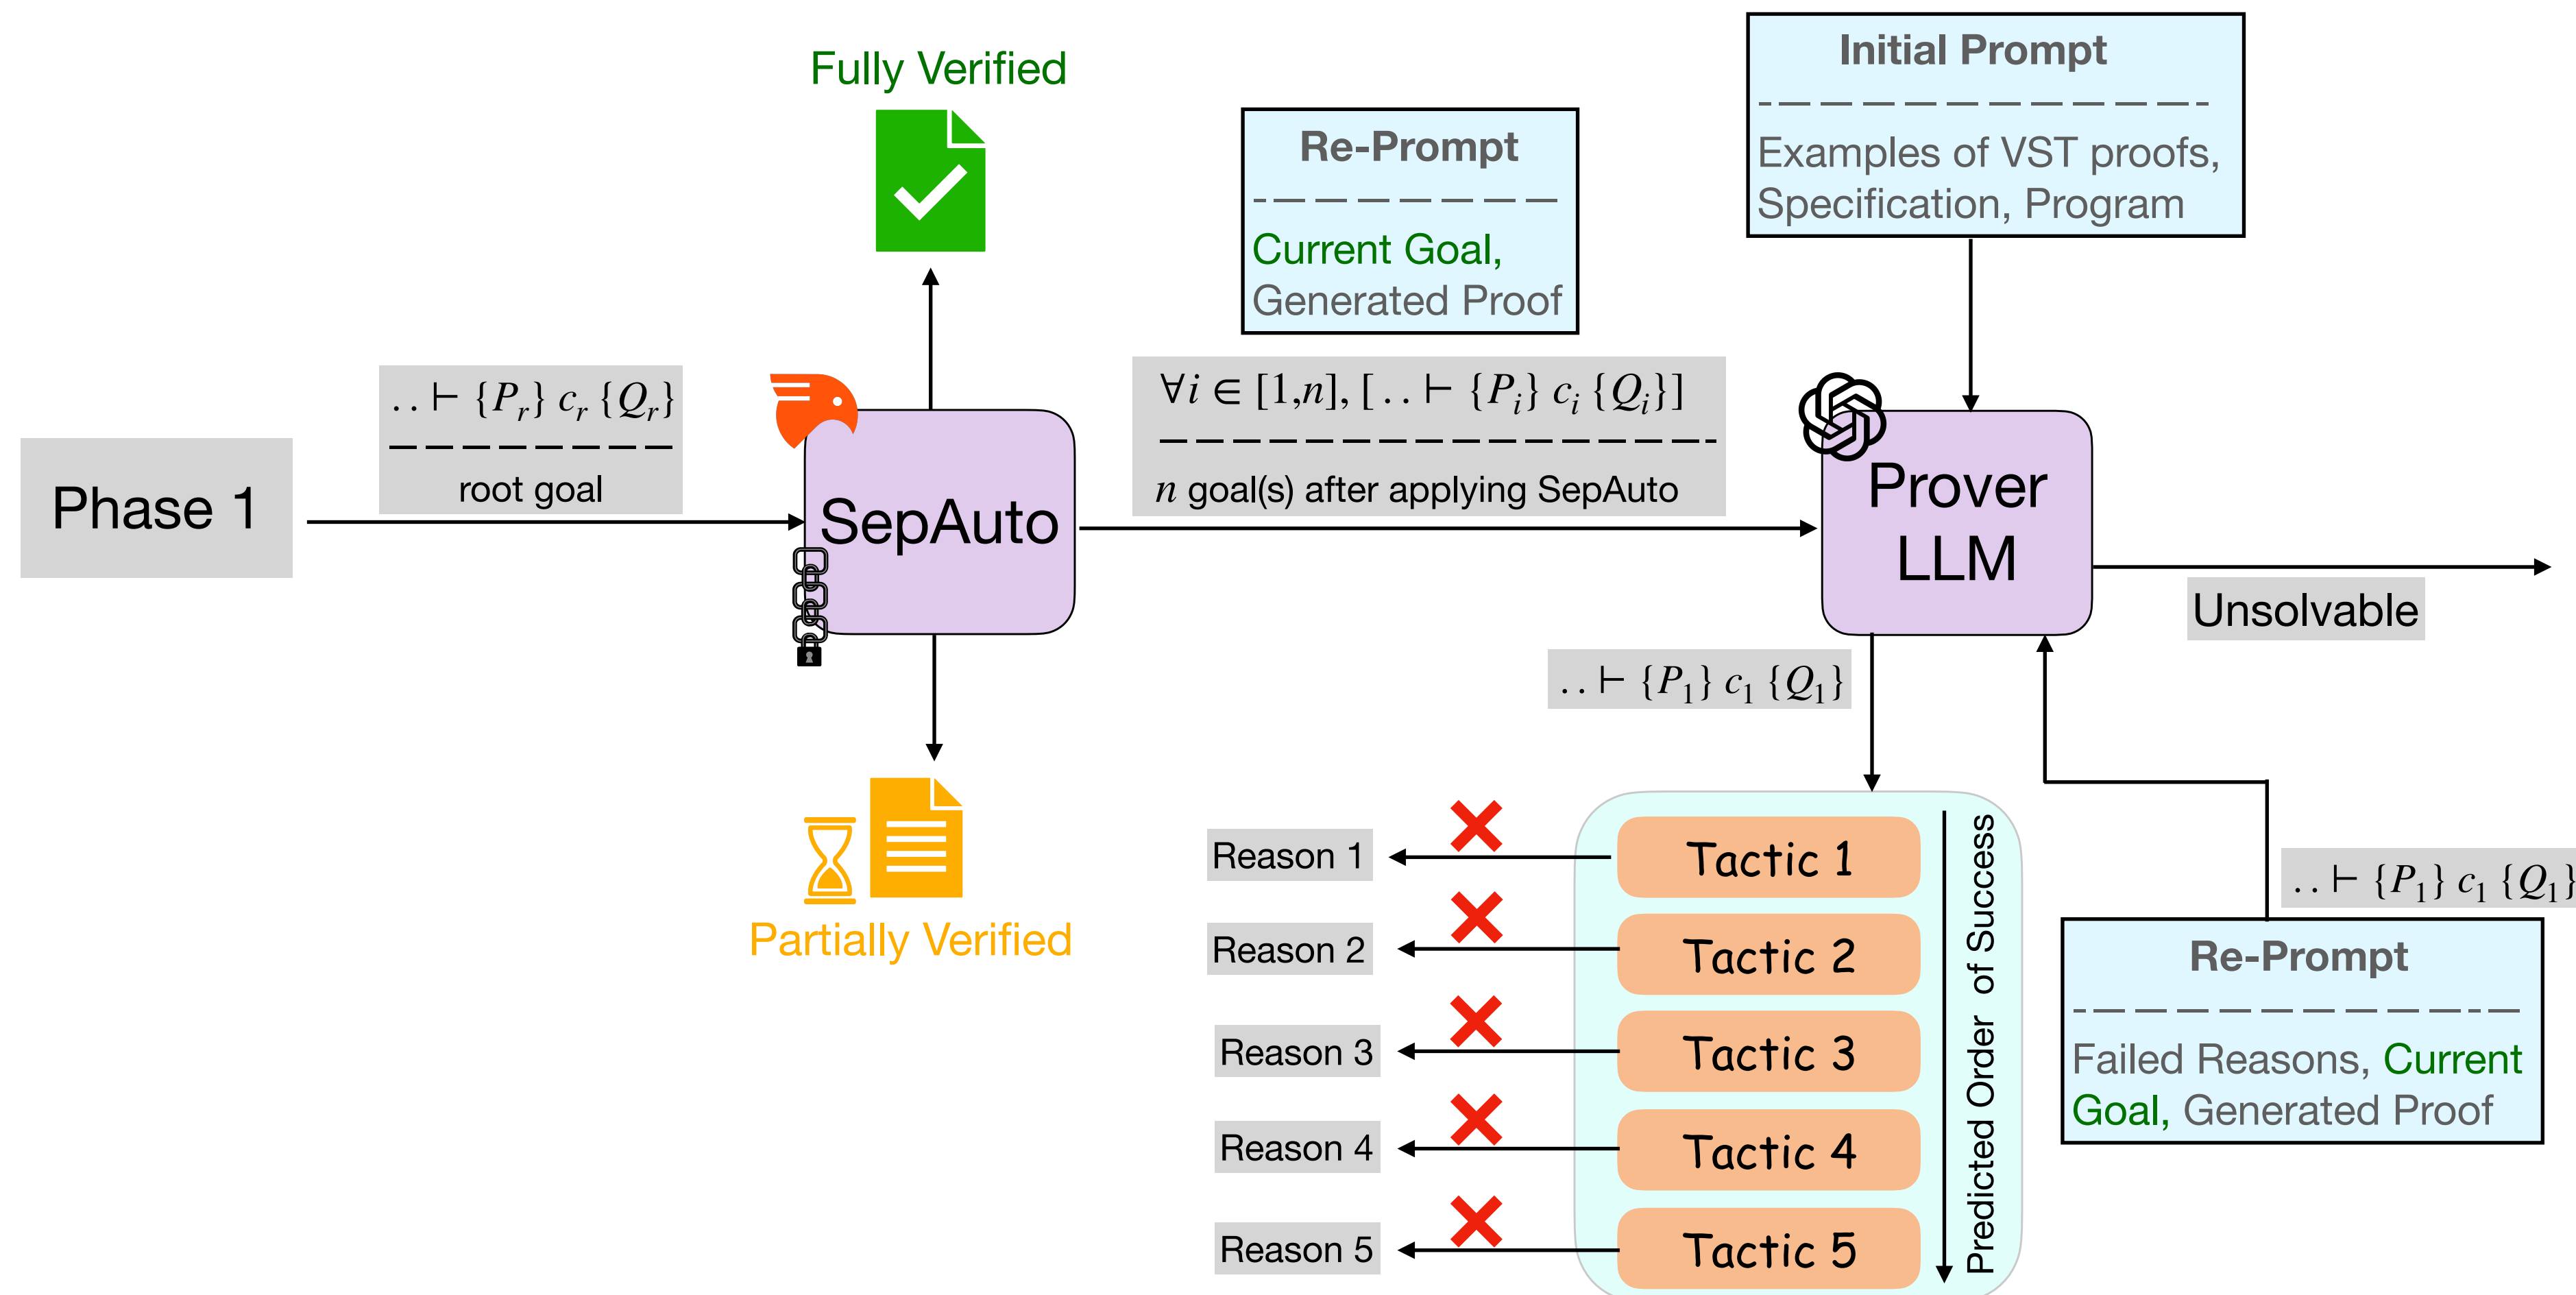 Fully Verified
Initial Prompt
Examples of VST proofs,
Specification, Program
Re-Prompt
Current Goal,
Generated Proof
Phase 1
. . ⊢ {P_r} c_r {Q_r}
root goal
SepAuto
∀i ∈ [1,n], [ . . ⊢ {P_i} c_i {Q_i}]
n goal(s) after applying SepAuto
Prover
LLM
Unsolvable
. . ⊢ {P_1} c_1 {Q_1}
Partially Verified
Reason 1
Tactic 1
Reason 2
Tactic 2
Reason 3
Tactic 3
Reason 4
Tactic 4
Reason 5
Tactic 5
Predicted Order of Success
. . ⊢ {P_1} c_1 {Q_1}
Re-Prompt
Failed Reasons, Current
Goal, Generated Proof